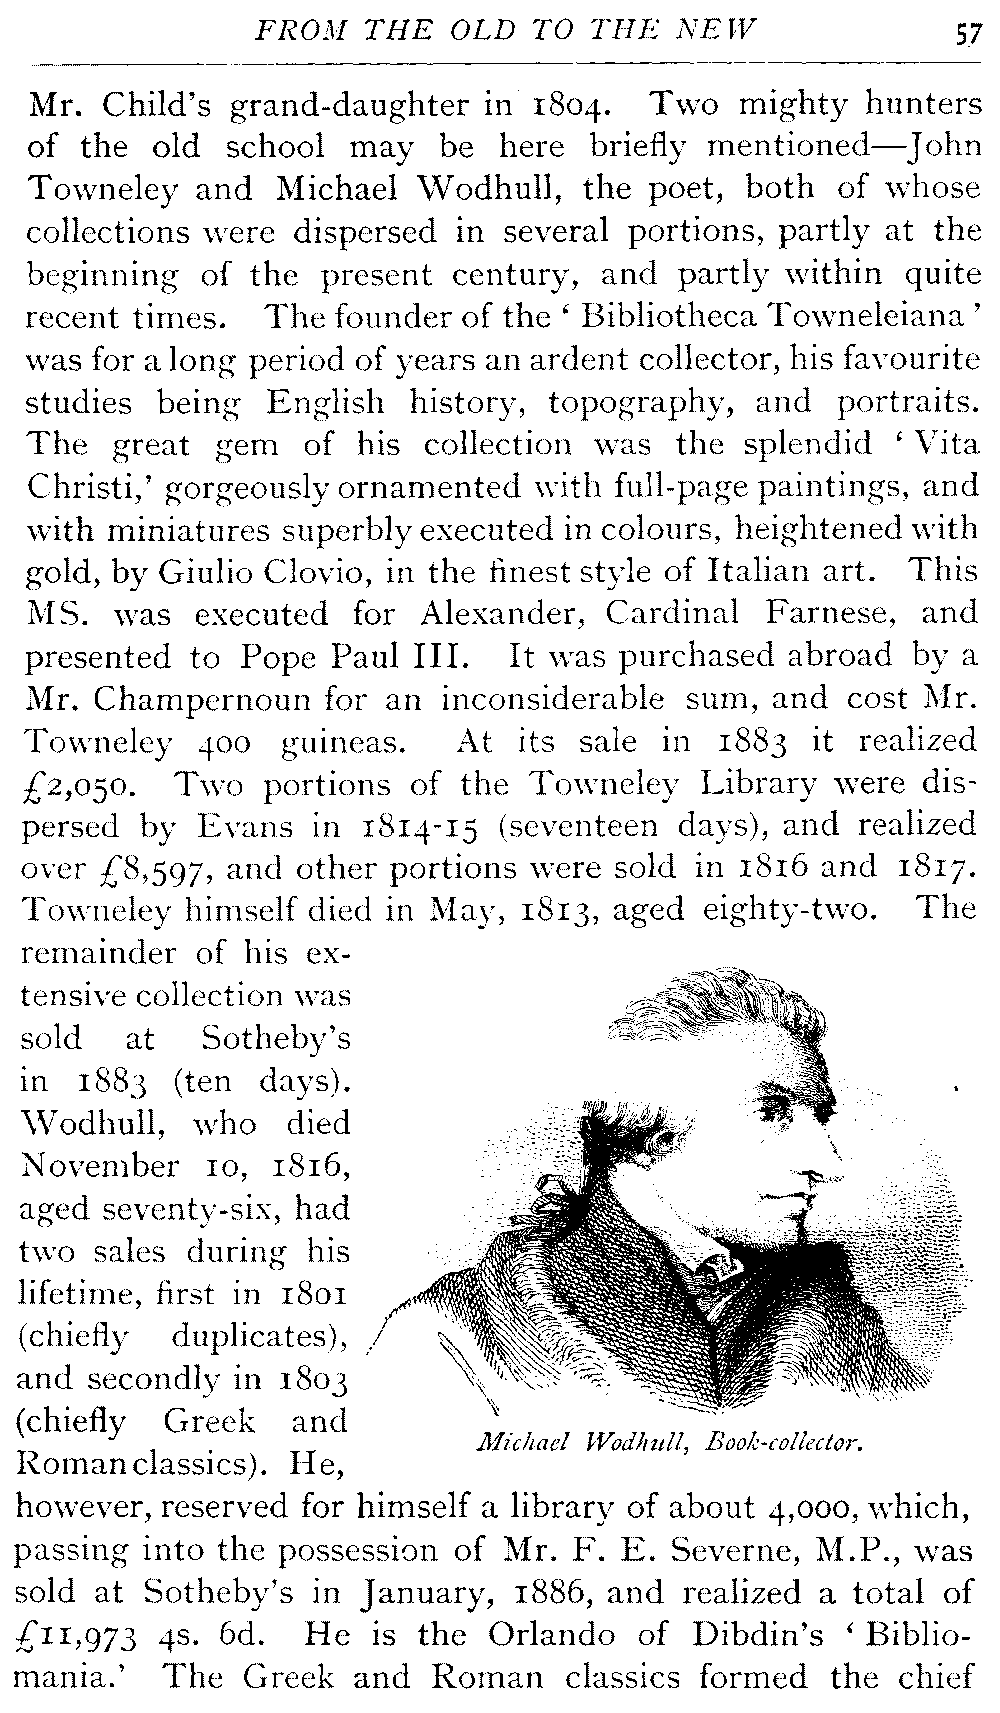 FROM THE OLD TO THE NEW 57
Mr. Child's grand-daughter in 1804. Two mighty hunters
of the old school may be here briefly mentioned—John
Towneley and Michael Wodhull, the poet, both of whose
collections were dispersed in several portions, partly at the
beginning of the present century, and partly within quite
recent times. The founder of the ‘ Bibliotheca Towneleiana ’
was for a long period of years an ardent collector, his favourite
studies being English history, topography, and portraits.
The great gem of his collection was the splendid ‘ Vita
Christi,’ gorgeously ornamented with full-page paintings, and
with miniatures superbly executed in colours, heightened with
gold, by Giulio Clovio, in the finest style of Italian art. This
MS. was executed for Alexander, Cardinal Farnese, and
presented to Pope Paul III. It was purchased abroad by a
Mr. Champernoun for an inconsiderable sum, and cost Mr.
Towneley 400 guineas. At its sale in 1883 it realized
£2,050. Two portions of the Towneley Library were dis-
persed by Evans in 1814-15 (seventeen days), and realized
over £8,597, and other portions were sold in 1816 and 1817.
Towneley himself died in May, 1813, aged eighty-two. The
remainder of his ex-
tensive collection was
sold at Sotheby's
in 1883 (ten days).
Wodhull, who died
November 10, 1816,
aged seventy-six, had
two sales during his
lifetime, first in 1801
(chiefly duplicates),
and secondly in 1803
(chiefly Greek and
Roman classics). He,
Michael Wodhull, Book-collector.
however, reserved for himself a library of about 4,000, which,
passing into the possession of Mr. F. E. Severne, M.P., was
sold at Sotheby's in January, 1886, and realized a total of
£11,973 4s. 6d. He is the Orlando of Dibdin's ‘ Biblio-
mania.’ The Greek and Roman classics formed the chief